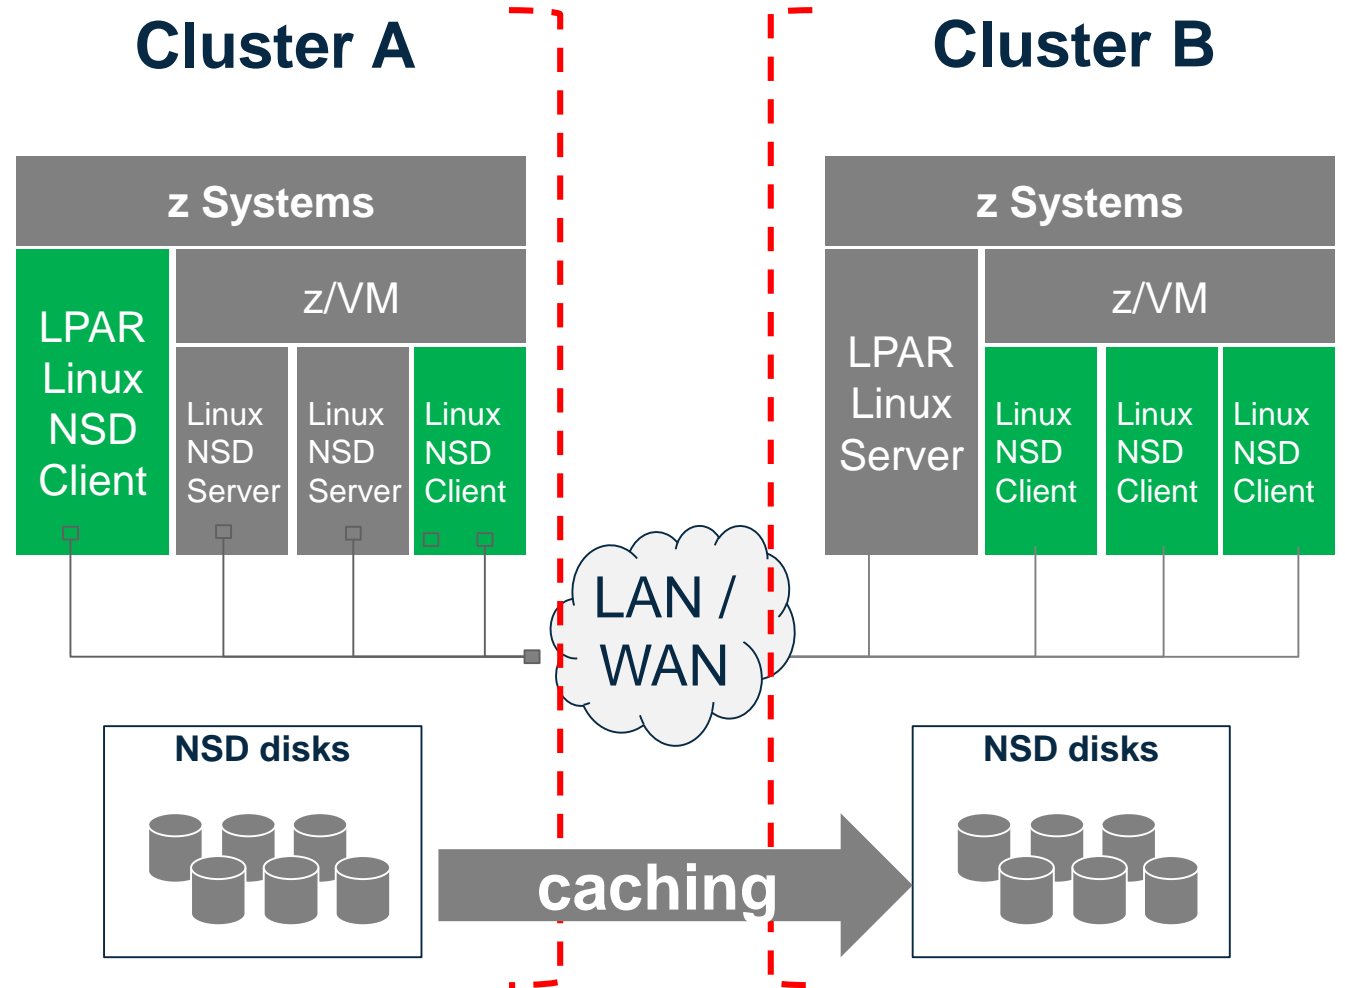 Cluster A
Cluster B
z Systems
z/VM
LPAR
Linux
NSD
Client
Linux
NSD
Server
Linux
NSD
Server
Linux
NSD
Client
z Systems
z/VM
LPAR
Linux
Server
Linux
NSD
Client
Linux
NSD
Client
Linux
NSD
Client
LAN /
WAN
NSD disks
NSD disks
caching